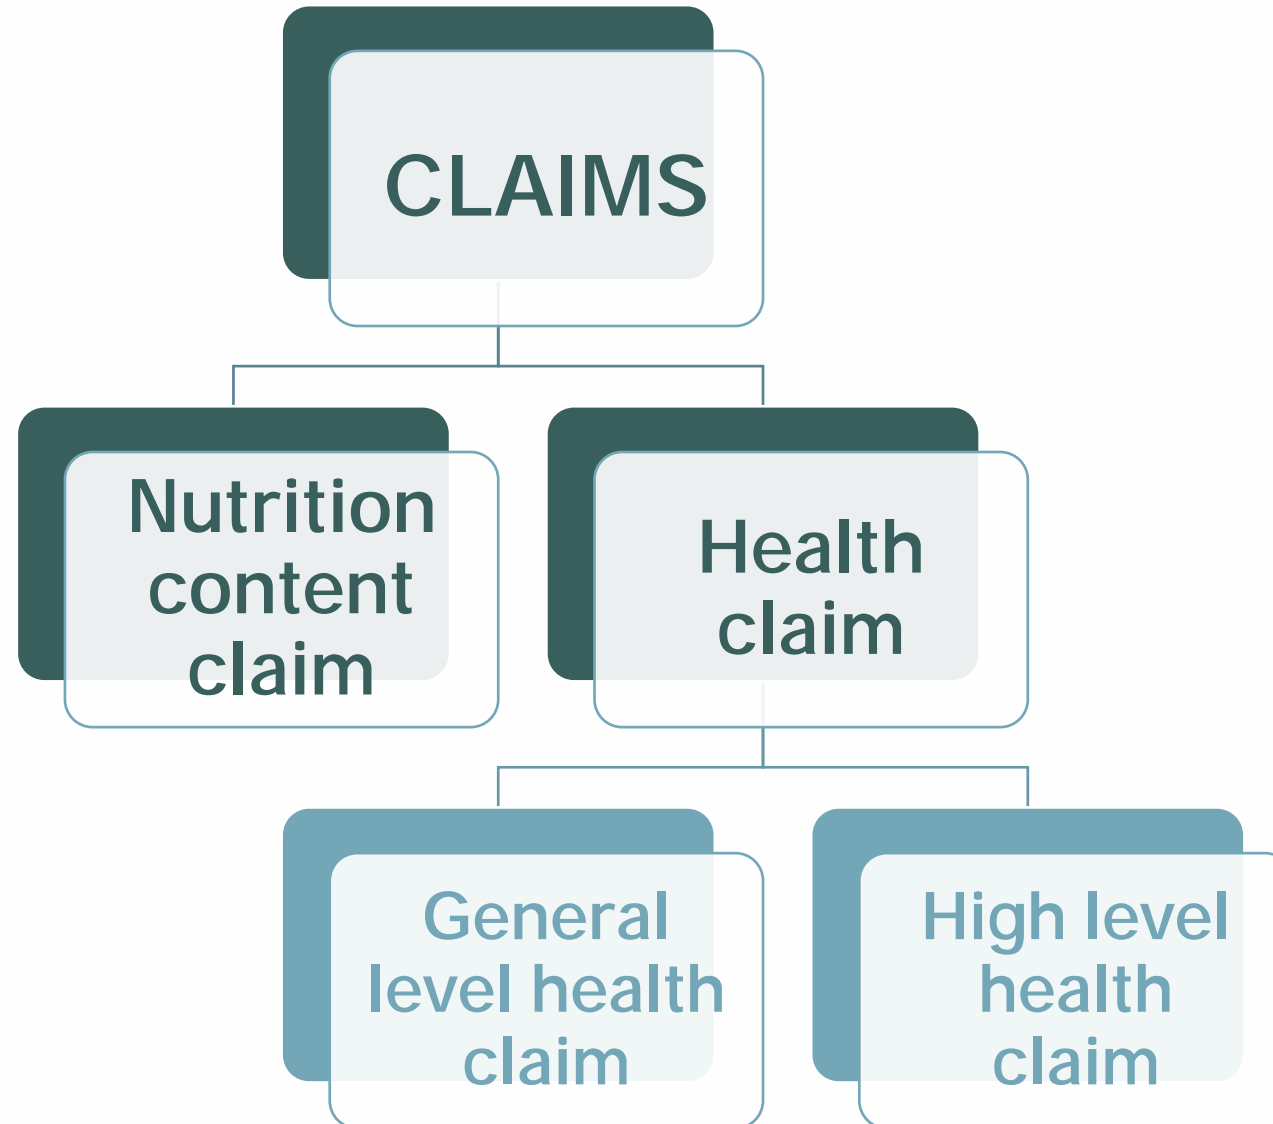 CLAIMS
Nutrition
content
claim
Health
claim
General
level health
claim
High level
health
claim